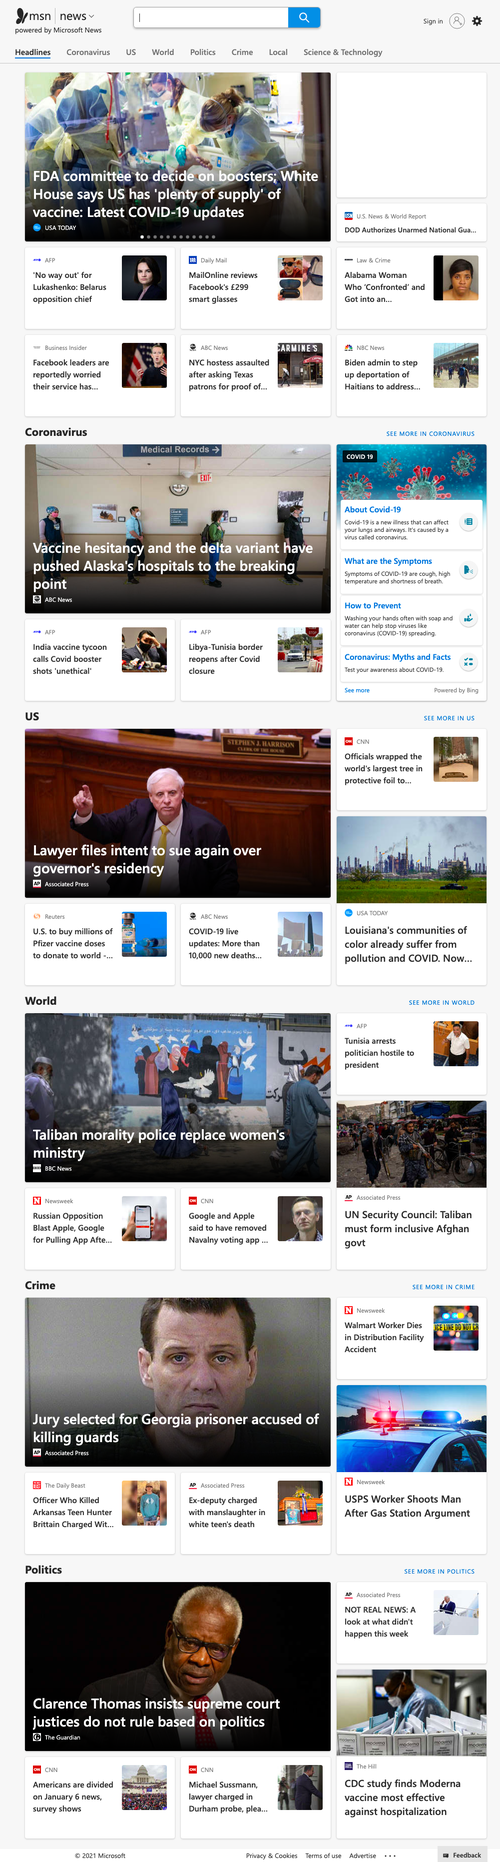 msn | news
powered by Microsoft News
Sign in
Headlines Coronavirus US World Politics Crime Local Science & Technology
FDA committee to decide on boosters; White
House says US has 'plenty of supply' of
vaccine: Latest COVID-19 updates
USA TODAY
U.S. News & World Report
DOD Authorizes Unarmed National Gua...
AFP
'No way out' for
Lukashenko: Belarus
opposition chief
Daily Mail
MailOnline reviews
Facebook's £299
smart glasses
Law & Crime
Alabama Woman
Who 'Confronted' and
Got into an...
Business Insider
Facebook leaders are
reportedly worried
their service has...
ABC News
NYC hostess assaulted
after asking Texas
patrons for proof of...
CARMINE'S
NBC News
Biden admin to step
up deportation of
Haitians to address...
Coronavirus
SEE MORE IN CORONAVIRUS
Medical Records →
EXIT
Vaccine hesitancy and the delta variant have
pushed Alaska's hospitals to the breaking
point
ABC News
COVID 19
About Covid-19
Covid-19 is a new illness that can affect
your lungs and airways. It's caused by a
virus called coronavirus.
What are the Symptoms
Symptoms of COVID-19 are cough, high
temperature and shortness of breath.
How to Prevent
Washing your hands often with soap and
water can help stop viruses like
coronavirus (COVID-19) spreading.
Coronavirus: Myths and Facts
Test your awareness about COVID-19.
See more
Powered by Bing
AFP
India vaccine tycoon
calls Covid booster
shots 'unethical'
AFP
Libya-Tunisia border
reopens after Covid
closure
US
SEE MORE IN US
STEPHEN J. HARRISON
Lawyer files intent to sue again over
governor's residency
Associated Press
CNN
Officials wrapped the
world's largest tree in
protective foil to...
USA TODAY
Louisiana's communities of
color already suffer from
pollution and COVID. Now...
Reuters
U.S. to buy millions of
Pfizer vaccine doses
to donate to world -...
ABC News
COVID-19 live
updates: More than
10,000 new deaths...
World
SEE MORE IN WORLD
Taliban morality police replace women's
ministry
BBC News
AFP
Tunisia arrests
politician hostile to
president
Associated Press
UN Security Council: Taliban
must form inclusive Afghan
govt
Newsweek
Russian Opposition
Blast Apple, Google
for Pulling App Afte...
CNN
Google and Apple
said to have removed
Navalny voting app ...
Crime
SEE MORE IN CRIME
Jury selected for Georgia prisoner accused of
killing guards
Associated Press
Newsweek
Walmart Worker Dies
in Distribution Facility
Accident
Newsweek
USPS Worker Shoots Man
After Gas Station Argument
The Daily Beast
Officer Who Killed
Arkansas Teen Hunter
Brittain Charged Wit...
Associated Press
Ex-deputy charged
with manslaughter in
white teen's death
Politics
SEE MORE IN POLITICS
Clarence Thomas insists supreme court
justices do not rule based on politics
The Guardian
Associated Press
NOT REAL NEWS: A
look at what didn't
happen this week
The Hill
CDC study finds Moderna
vaccine most effective
against hospitalization
CNN
Americans are divided
on January 6 news,
survey shows
CNN
Michael Sussmann,
lawyer charged in
Durham probe, plea...
© 2021 Microsoft
Privacy & Cookies Terms of use Advertise ...
Feedback